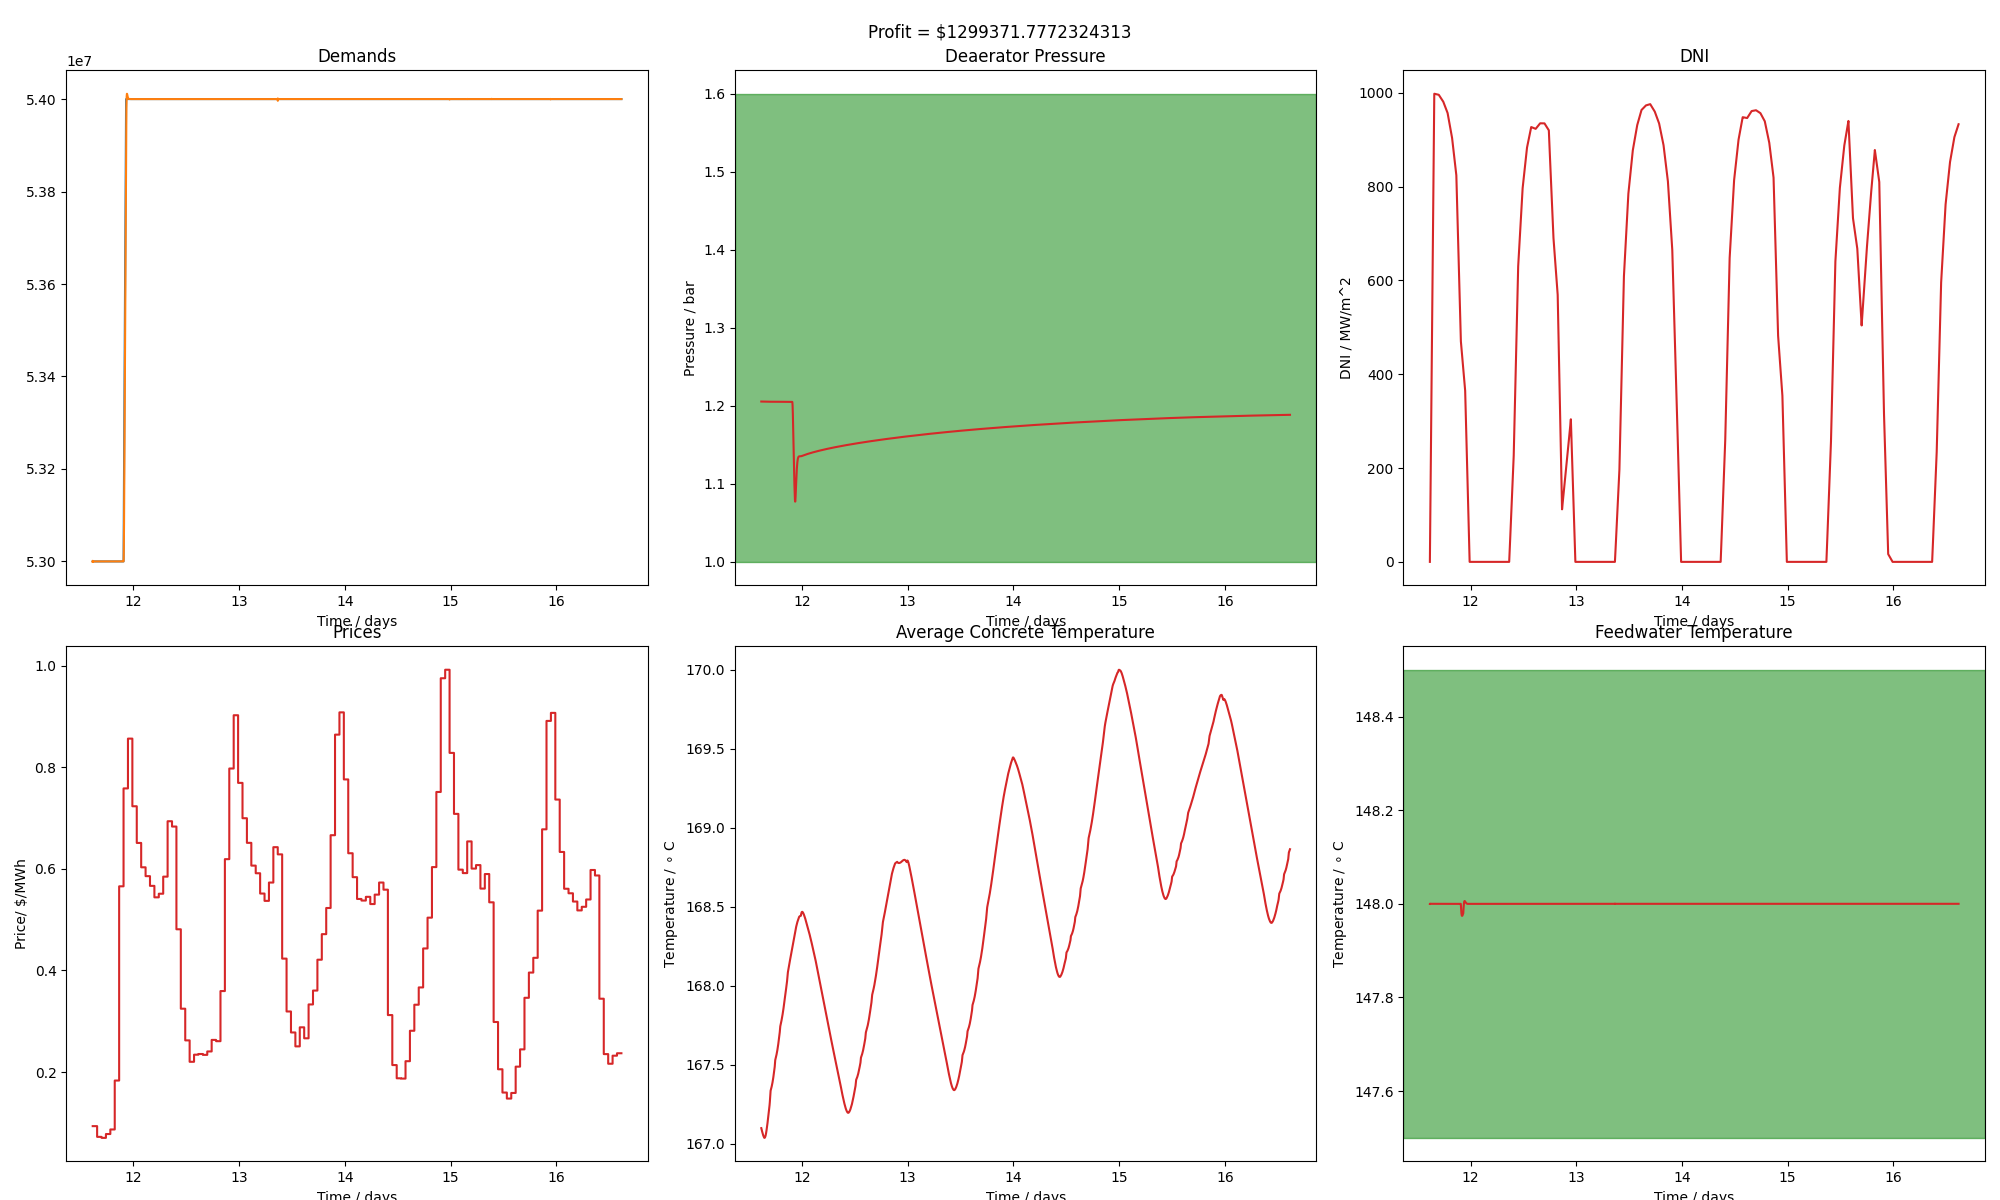 Profit = $1299371.7772324313
Demands
1e7
5.40
5.38
5.36
5.34
5.32
5.30
12 13 14 15 16
Time / days
Deaerator Pressure
Pressure / bar
1.6
1.5
1.4
1.3
1.2
1.1
1.0
12 13 14 15 16
Time / days
DNI
DNI / MW/m^2
1000
800
600
400
200
0
12 13 14 15 16
Time / days
Prices
Price/ $/MWh
1.0
0.8
0.6
0.4
0.2
12 13 14 15 16
Time / days
Average Concrete Temperature
Temperature / ∘ C
170.0
169.5
169.0
168.5
168.0
167.5
167.0
12 13 14 15 16
Time / days
Feedwater Temperature
Temperature / ∘ C
148.4
148.2
148.0
147.8
147.6
12 13 14 15 16
Time / days